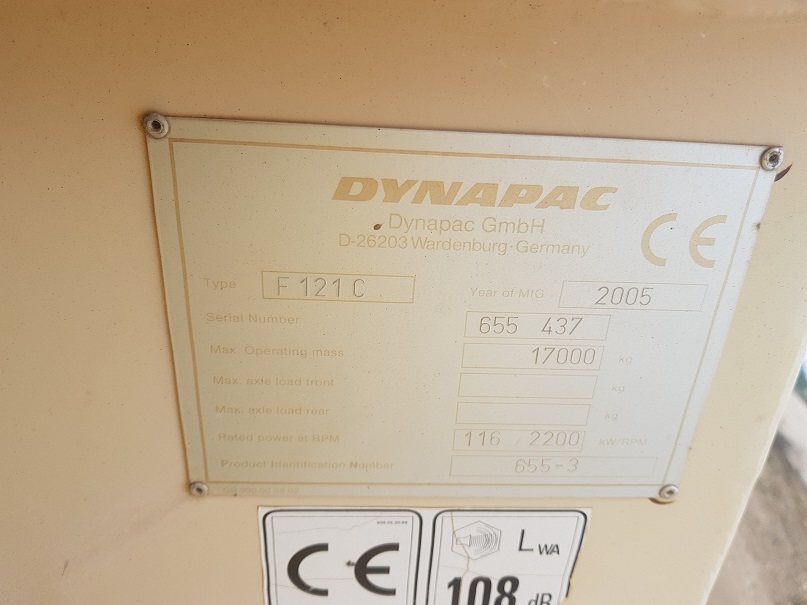 DYNAPAC
Dynapac GmbH
D-26203 Wardenburg·Germany
CE
Type F 121 C Year of MfG 2005
Serial Number 655 437
Max. Operating mass 17000 kg
Max. axle load front kg
Max. axle load rear kg
Rated power at RPM 116 / 2200 kW/RPM
Product Identification Number 655-3
CE
LWA
108 dB